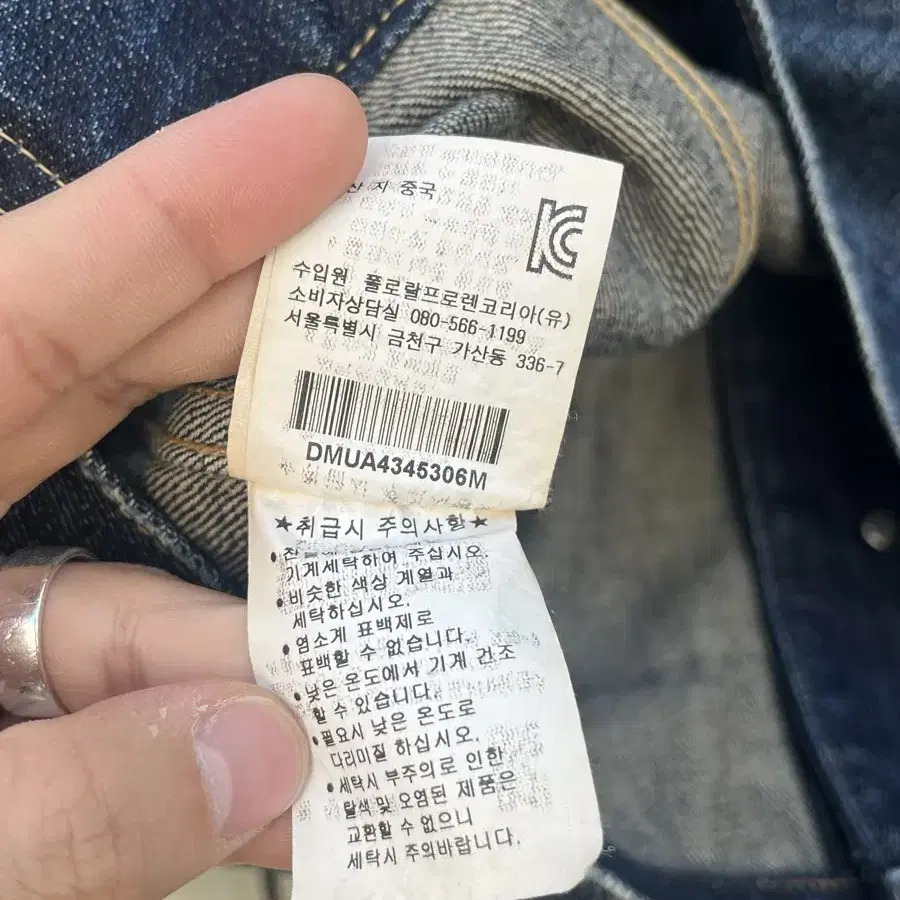 산 지 중국
KC
수입원 폴로랄프로렌코리아(유)
소비자상담실 080-566-1199
서울특별시 금천구 가산동 336-7
DMUA4345306M
★취급시 주의사항★
• 찬물에 기계세탁하여 주십시오.
• 비슷한 색상 계열과
세탁하십시오.
• 염소계 표백제로
표백할 수 없습니다.
• 낮은 온도에서 기계 건조
할 수 있습니다.
• 필요시 낮은 온도로
다리미질 하십시오.
• 세탁시 부주의로 인한
탈색 및 오염된 제품은
교환할 수 없으니
세탁시 주의바랍니다.